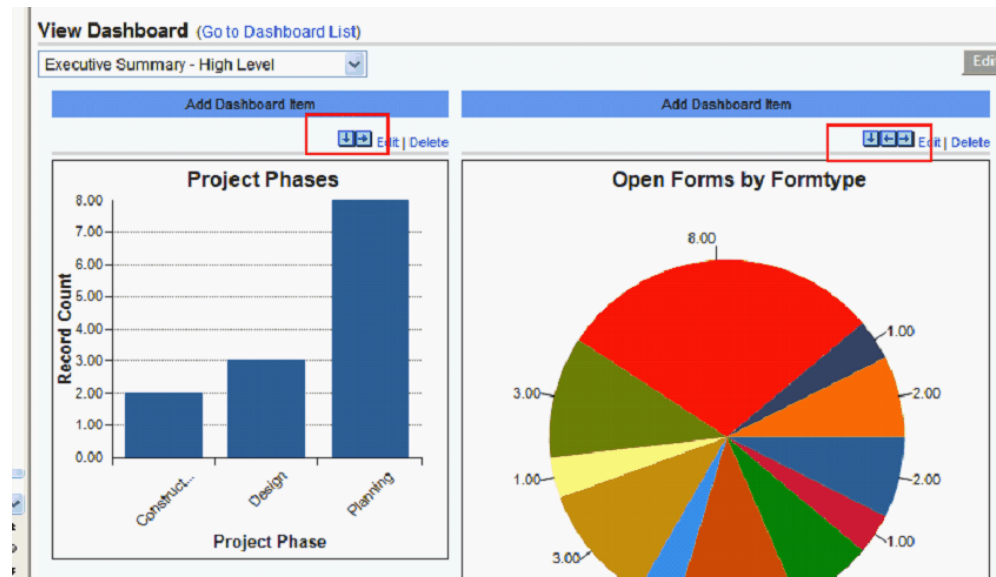 View Dashboard (Go to Dashboard List)
Executive Summary - High Level
Add Dashboard Item
Edit | Delete
Project Phases
8.00
7.00
6.00
5.00
4.00
3.00
2.00
1.00
0.00
Record Count
Construct...
Design
Planning
Project Phase
Add Dashboard Item
Edit | Delete
Open Forms by Formtype
8.00
1.00
2.00
2.00
1.00
3.00
1.00
3.00